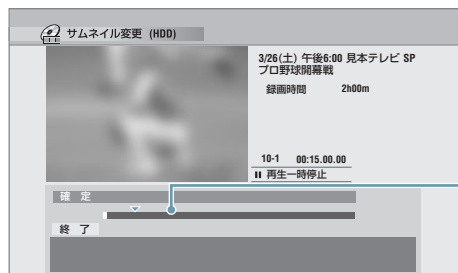 サムネイル変更 (HDD)
3/26(土) 午後6:00 見本テレビ SP
プロ野球開幕戦
録画時間 2h00m
10-1 00:15.00.00
再生一時停止
確 定
終 了